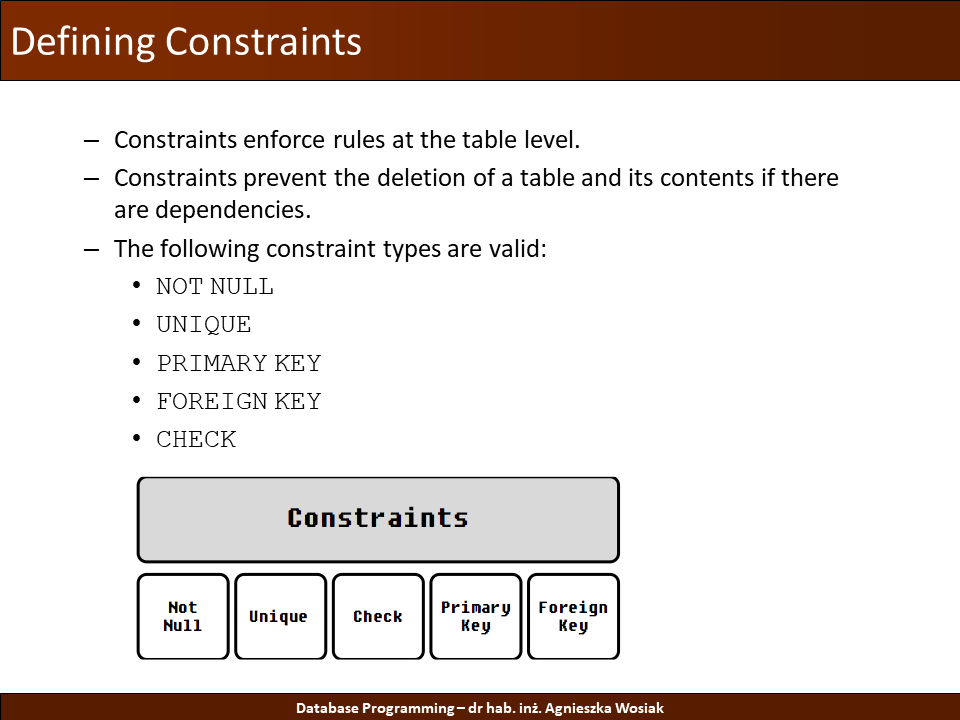 Defining Constraints
– Constraints enforce rules at the table level.
– Constraints prevent the deletion of a table and its contents if there
are dependencies.
– The following constraint types are valid:
• NOT NULL
• UNIQUE
• PRIMARY KEY
• FOREIGN KEY
• CHECK
Constraints
Not Null
Unique
Check
Primary Key
Foreign Key
Database Programming – dr hab. inż. Agnieszka Wosiak